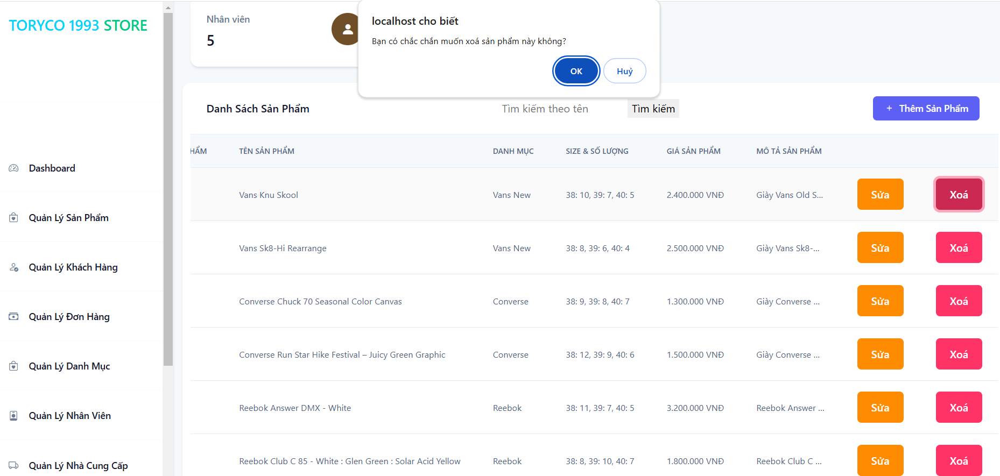 TORYCO 1993 STORE
Dashboard
Quản Lý Sản Phẩm
Quản Lý Khách Hàng
Quản Lý Đơn Hàng
Quản Lý Danh Mục
Quản Lý Nhân Viên
Quản Lý Nhà Cung Cấp
Nhân viên
5
localhost cho biết
Bạn có chắc chắn muốn xoá sản phẩm này không?
OK Huỷ
Danh Sách Sản Phẩm Tìm kiếm theo tên Tìm kiếm + Thêm Sản Phẩm
HẨM TÊN SẢN PHẨM DANH MỤC SIZE & SỐ LƯỢNG GIÁ SẢN PHẨM MÔ TẢ SẢN PHẨM
Vans Knu Skool Vans New 38: 10, 39: 7, 40: 5 2.400.000 VNĐ Giày Vans Old S... Sửa Xoá
Vans Sk8-Hi Rearrange Vans New 38: 8, 39: 6, 40: 4 2.500.000 VNĐ Giày Vans Sk8-... Sửa Xoá
Converse Chuck 70 Seasonal Color Canvas Converse 38: 9, 39: 8, 40: 7 1.300.000 VNĐ Giày Converse ... Sửa Xoá
Converse Run Star Hike Festival – Juicy Green Graphic Converse 38: 12, 39: 9, 40: 6 1.500.000 VNĐ Giày Converse ... Sửa Xoá
Reebok Answer DMX - White Reebok 38: 11, 39: 7, 40: 5 3.200.000 VNĐ Reebok Answer ... Sửa Xoá
Reebok Club C 85 - White : Glen Green : Solar Acid Yellow Reebok 38: 8, 39: 10, 40: 7 1.800.000 VNĐ Reebok Club C ... Sửa Xoá